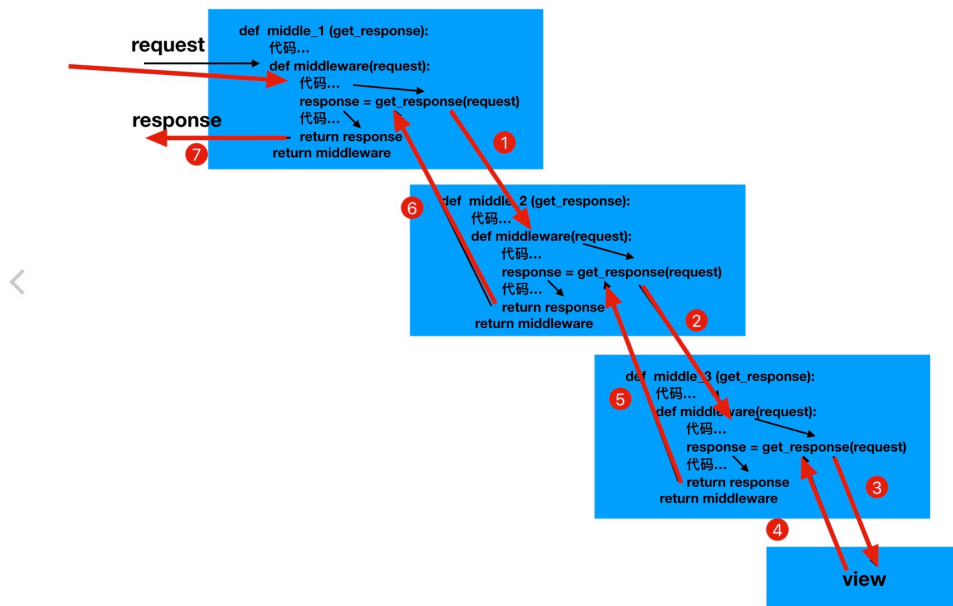 request
response
def middle_1 (get_response):
代码...
def middleware(request):
代码...
response = get_response(request)
代码...
return response
return middleware
7
1
6
def middle_2 (get_response):
代码...
def middleware(request):
代码...
response = get_response(request)
代码...
return response
return middleware
2
5
def middle_3 (get_response):
代码...
def middleware(request):
代码...
response = get_response(request)
代码...
return response
return middleware
3
4
view